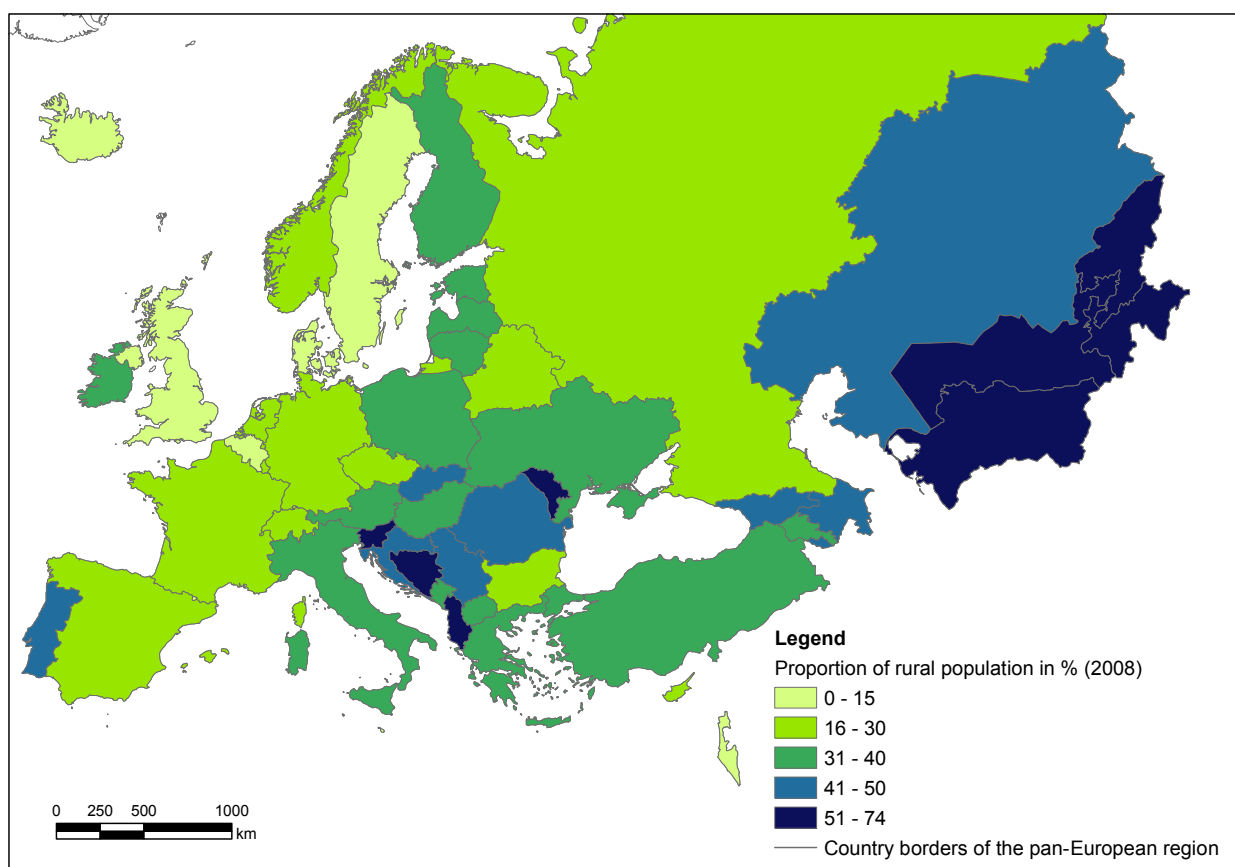 Legend
Proportion of rural population in % (2008)
0 - 15
16 - 30
31 - 40
41 - 50
51 - 74
Country borders of the pan-European region
0 250 500 1000
km